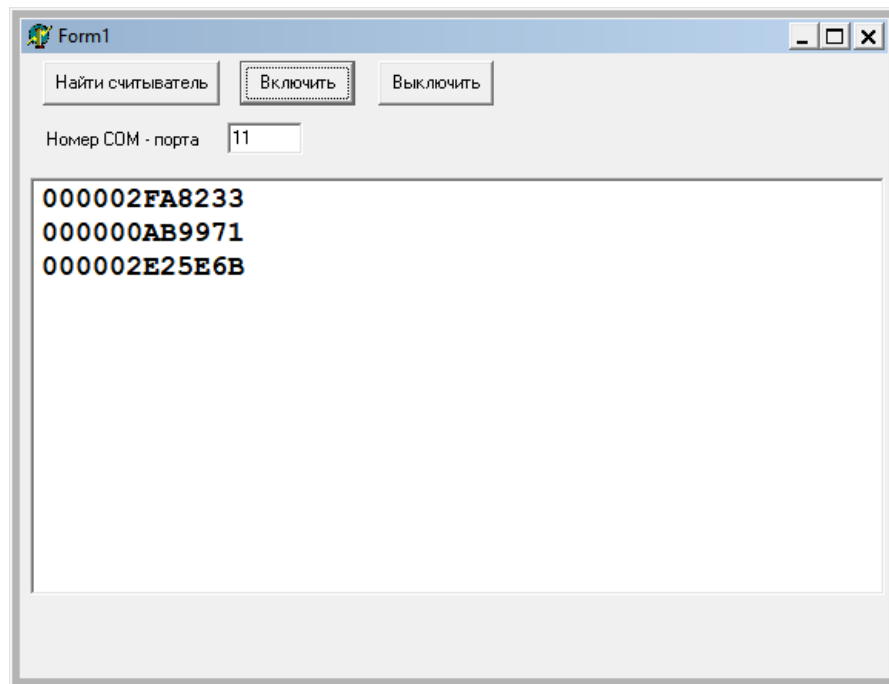 Form1
Найти считыватель Включить Выключить
Номер COM - порта 11
000002FA8233
000000AB9971
000002E25E6B